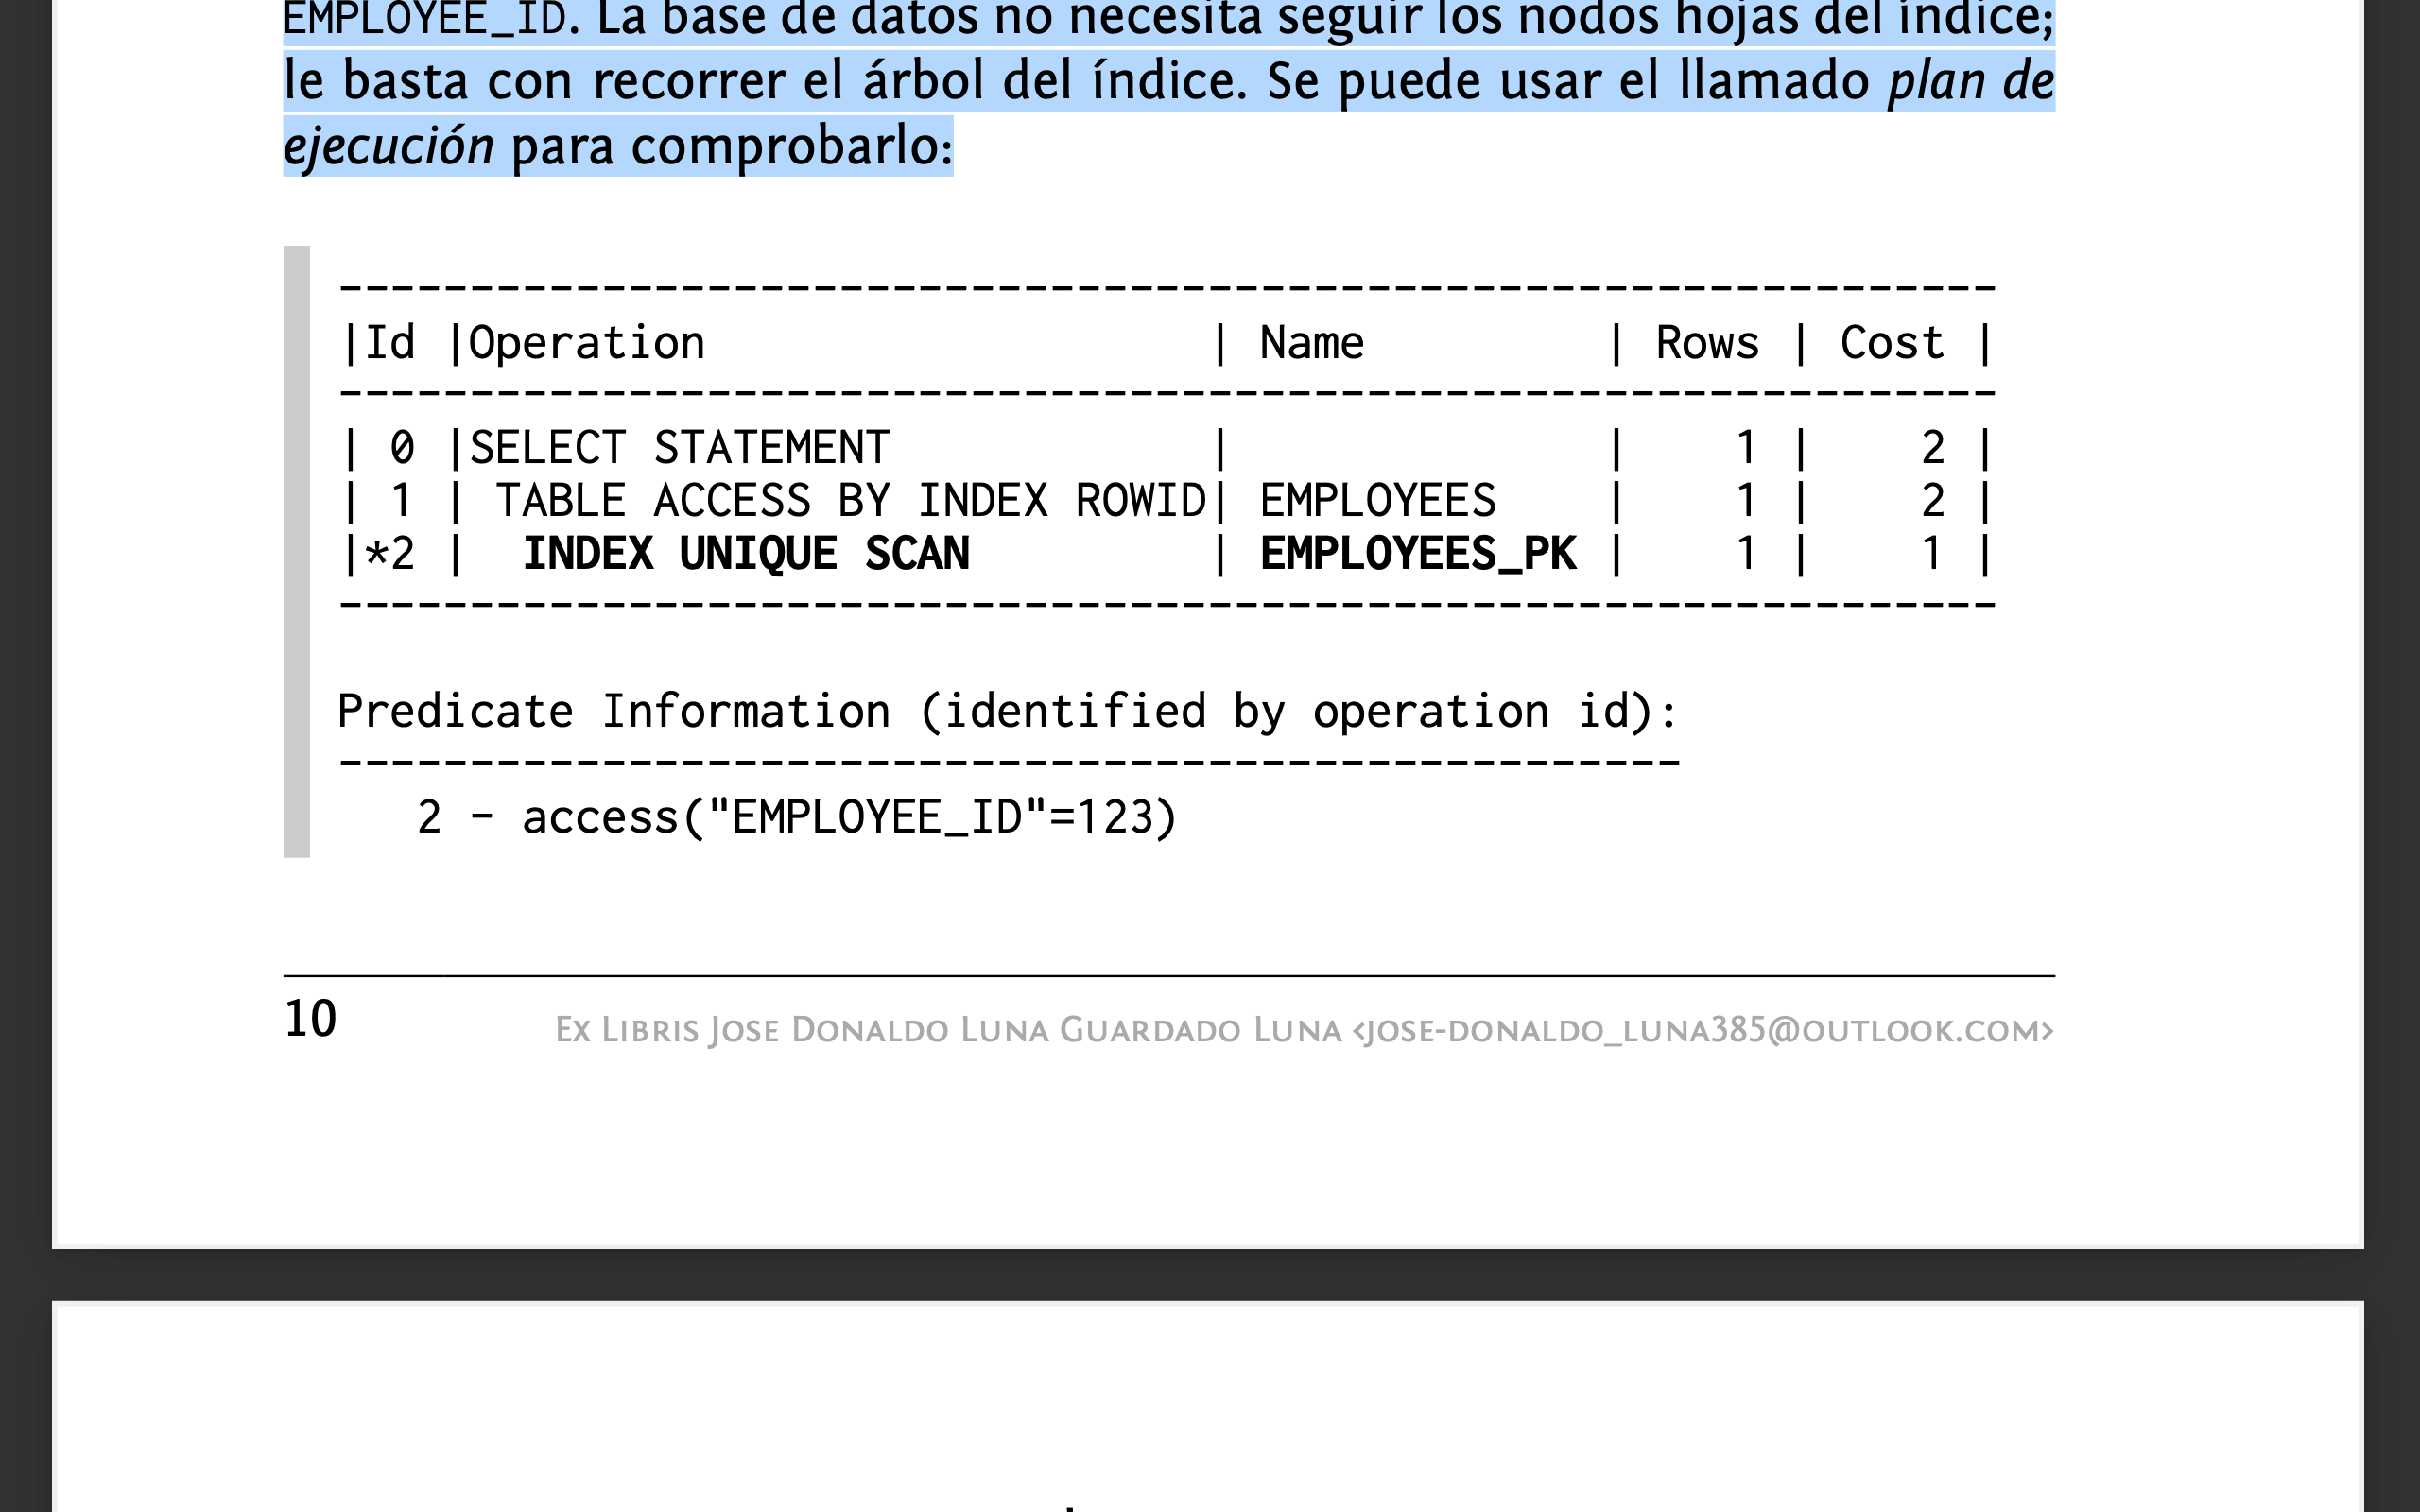 EMPLOYEE_ID. La base de datos no necesita seguir los nodos hojas del índice;
le basta con recorrer el árbol del índice. Se puede usar el llamado plan de
ejecución para comprobarlo:
---------------------------------------------------------------
|Id |Operation                   | Name         | Rows | Cost |
---------------------------------------------------------------
| 0 |SELECT STATEMENT            |              |    1 |    2 |
| 1 | TABLE ACCESS BY INDEX ROWID| EMPLOYEES    |    1 |    2 |
|*2 |  INDEX UNIQUE SCAN         | EMPLOYEES_PK |    1 |    1 |
---------------------------------------------------------------
Predicate Information (identified by operation id):
---------------------------------------------------
   2 - access("EMPLOYEE_ID"=123)
10 Ex Libris Jose Donaldo Luna Guardado Luna <jose-donaldo_luna385@outlook.com>